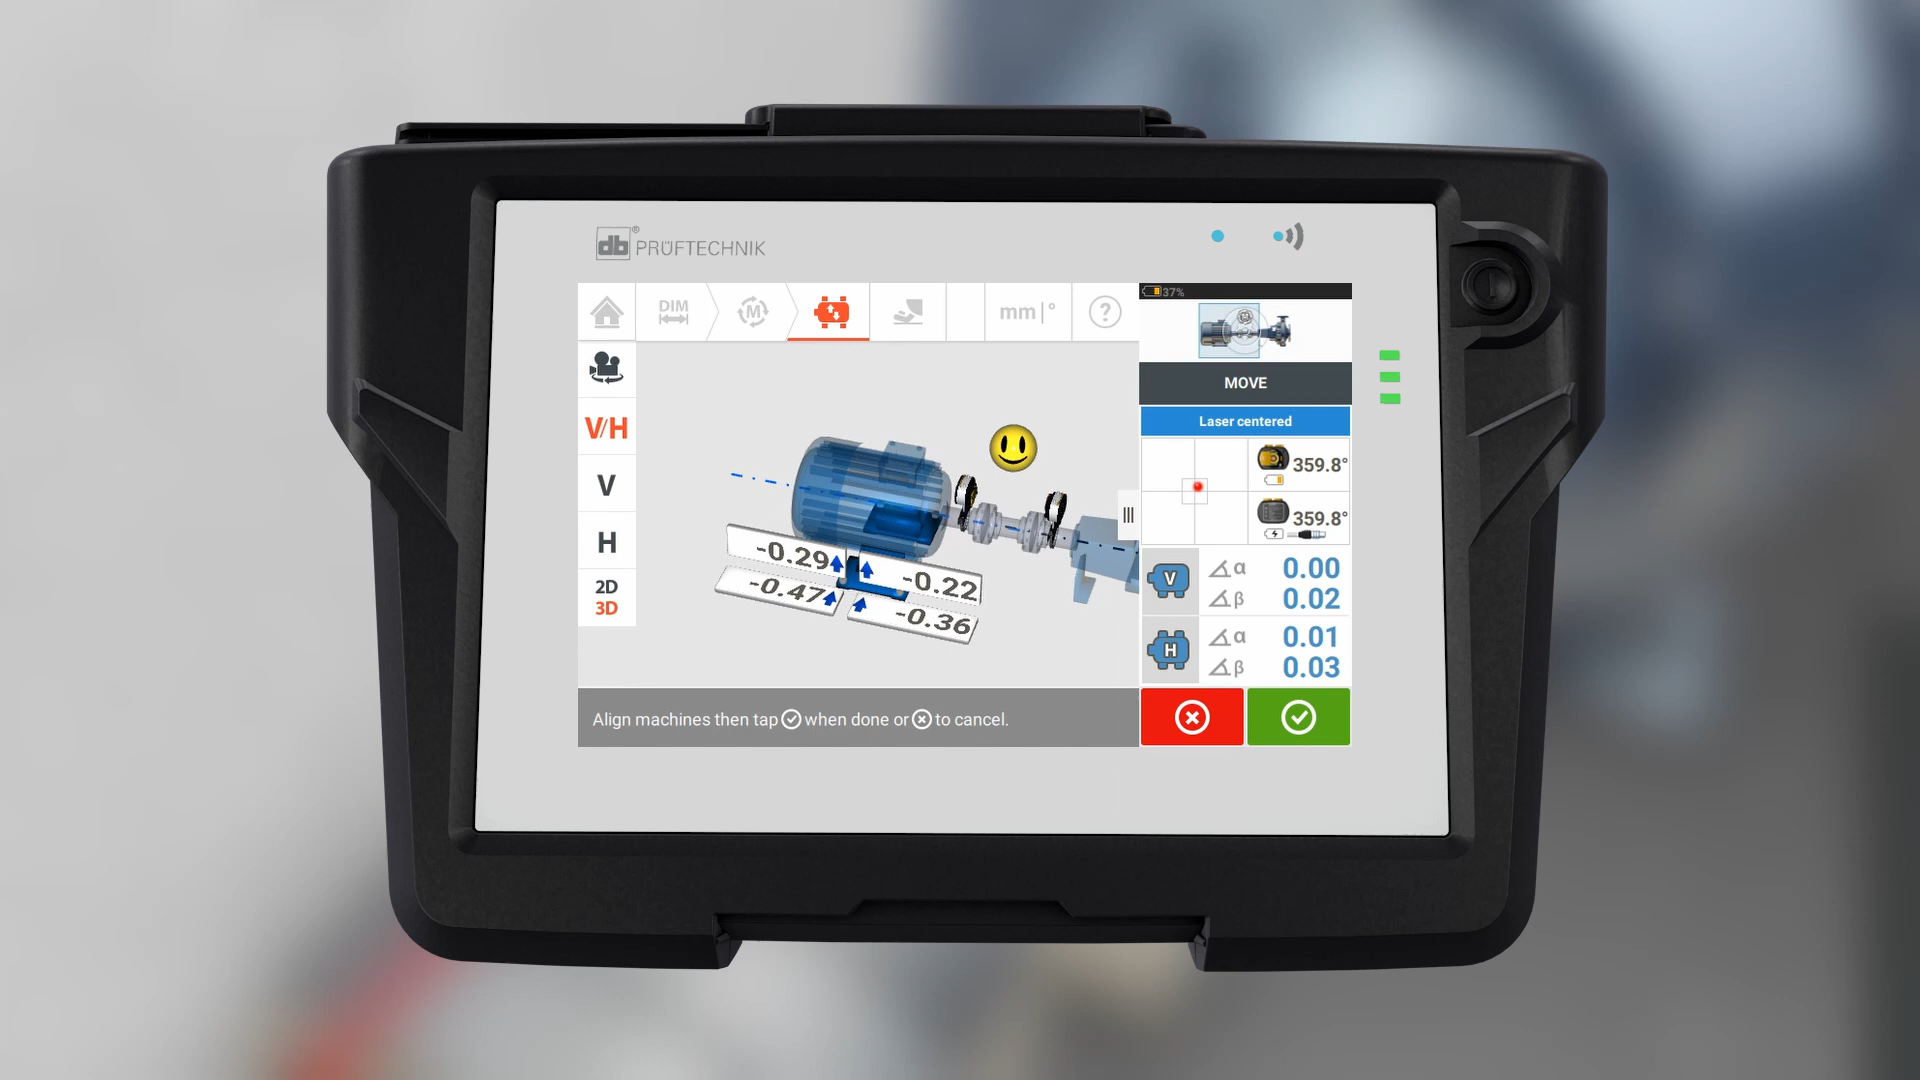 db® PRÜFTECHNIK
DIM
M
mm | °
?
37%
V/H
V
H
2D
3D
-0.29
-0.22
-0.47
-0.36
MOVE
Laser centered
359.8°
359.8°
V
∡α 0.00
∡β 0.02
H
∡α 0.01
∡β 0.03
Align machines then tap when done or to cancel.